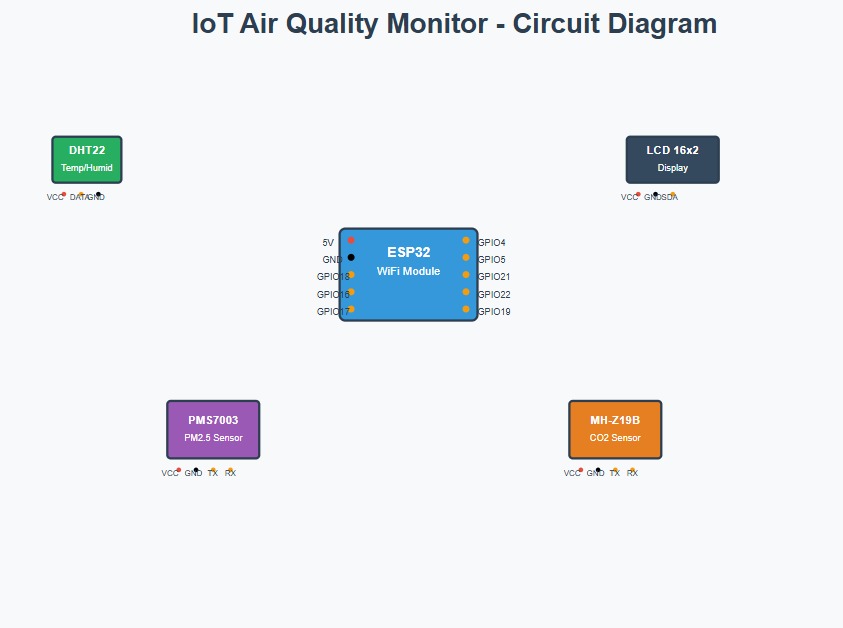 IoT Air Quality Monitor - Circuit Diagram
DHT22
Temp/Humid
VCC DATA GND
LCD 16x2
Display
VCC GND SDA
ESP32
WiFi Module
5V
GND
GPIO18
GPIO16
GPIO17
GPIO4
GPIO5
GPIO21
GPIO22
GPIO19
PMS7003
PM2.5 Sensor
VCC GND TX RX
MH-Z19B
CO2 Sensor
VCC GND TX RX